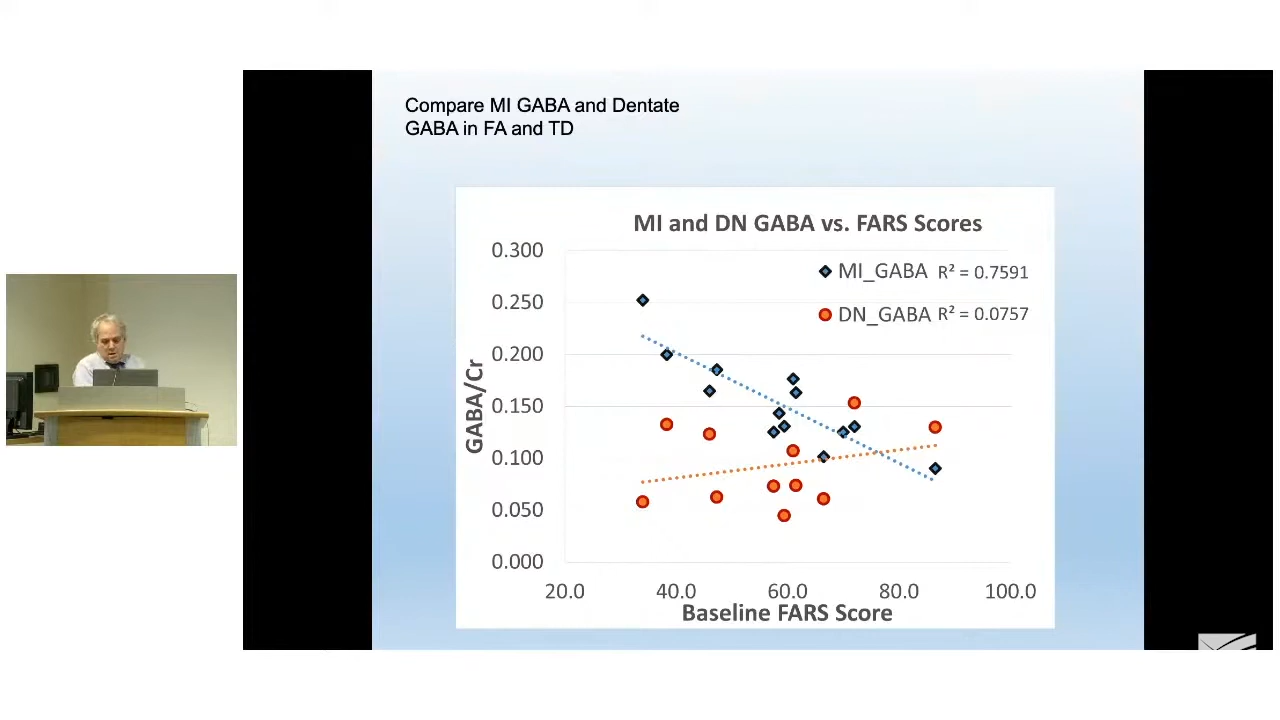 Compare MI GABA and Dentate
GABA in FA and TD
MI and DN GABA vs. FARS Scores
MI_GABA R² = 0.7591
DN_GABA R² = 0.0757
GABA/Cr
0.300
0.250
0.200
0.150
0.100
0.050
0.000
20.0 40.0 60.0 80.0 100.0
Baseline FARS Score